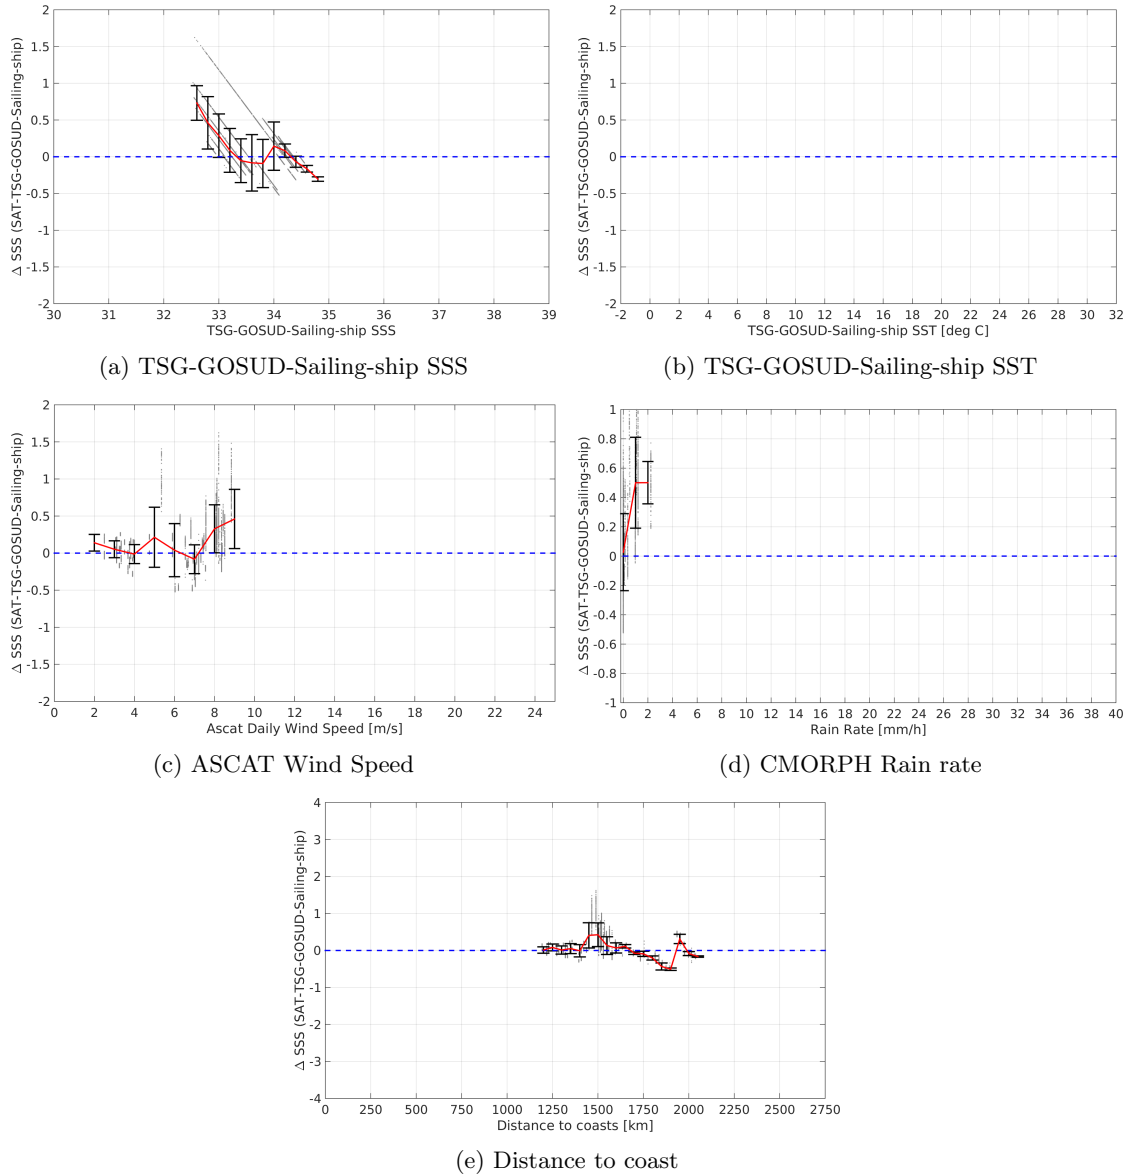 2
1.5
1
0.5
0
-0.5
-1
-1.5
-2
Δ SSS (SAT-TSG-GOSUD-Sailing-ship)
30 31 32 33 34 35 36 37 38 39
TSG-GOSUD-Sailing-ship SSS
(a) TSG-GOSUD-Sailing-ship SSS
2
1.5
1
0.5
0
-0.5
-1
-1.5
-2
Δ SSS (SAT-TSG-GOSUD-Sailing-ship)
-2 0 2 4 6 8 10 12 14 16 18 20 22 24 26 28 30 32
TSG-GOSUD-Sailing-ship SST [deg C]
(b) TSG-GOSUD-Sailing-ship SST
2
1.5
1
0.5
0
-0.5
-1
-1.5
-2
Δ SSS (SAT-TSG-GOSUD-Sailing-ship)
0 2 4 6 8 10 12 14 16 18 20 22 24
Ascat Daily Wind Speed [m/s]
(c) ASCAT Wind Speed
1
0.8
0.6
0.4
0.2
0
-0.2
-0.4
-0.6
-0.8
-1
Δ SSS (SAT-TSG-GOSUD-Sailing-ship)
0 2 4 6 8 10 12 14 16 18 20 22 24 26 28 30 32 34 36 38 40
Rain Rate [mm/h]
(d) CMORPH Rain rate
4
3
2
1
0
-1
-2
-3
-4
Δ SSS (SAT-TSG-GOSUD-Sailing-ship)
0 250 500 750 1000 1250 1500 1750 2000 2250 2500 2750
Distance to coasts [km]
(e) Distance to coast